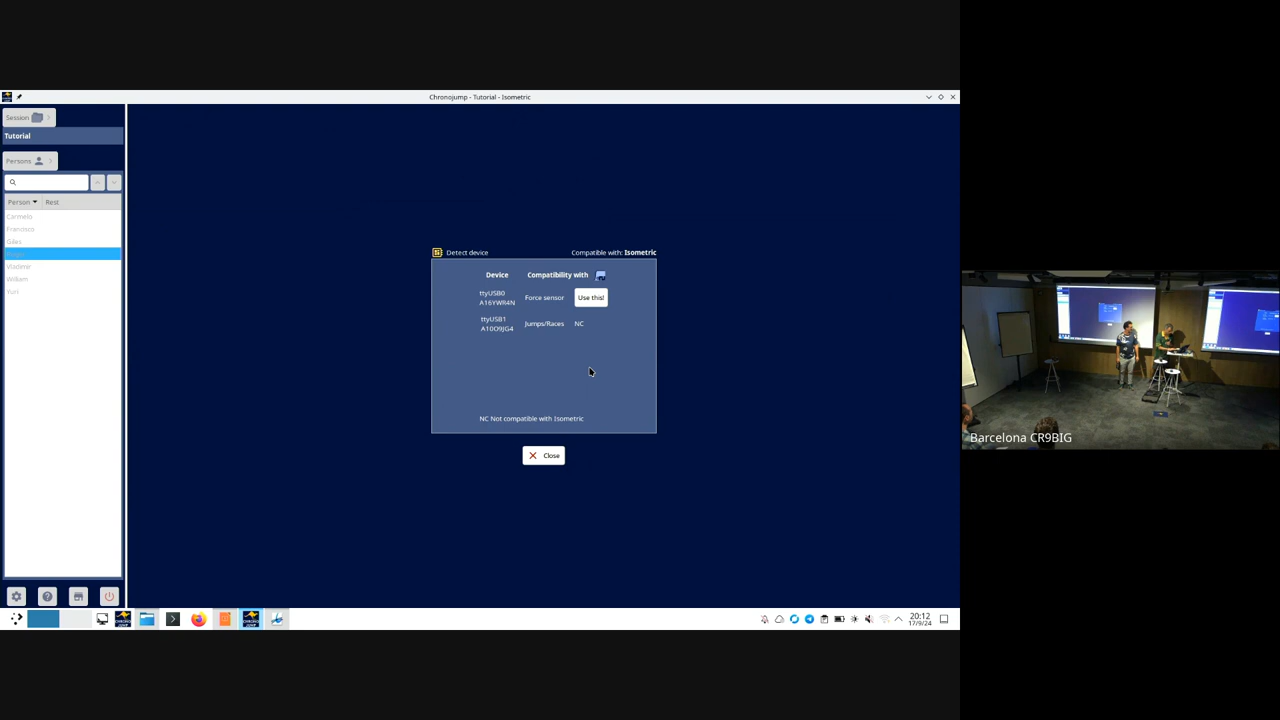 Chronojump - Tutorial - Isometric
Session
Tutorial
Persons
Person Rest
Carmelo
Francisco
Giles
Vladimir
William
Yuri
Detect device Compatible with: Isometric
Device Compatibility with
ttyUSB0
A16YWR4N Force sensor Use this!
ttyUSB1
A10O9JG4 Jumps/Races NC
NC Not compatible with Isometric
Close
20:12
17/9/24
Barcelona CR9BIG